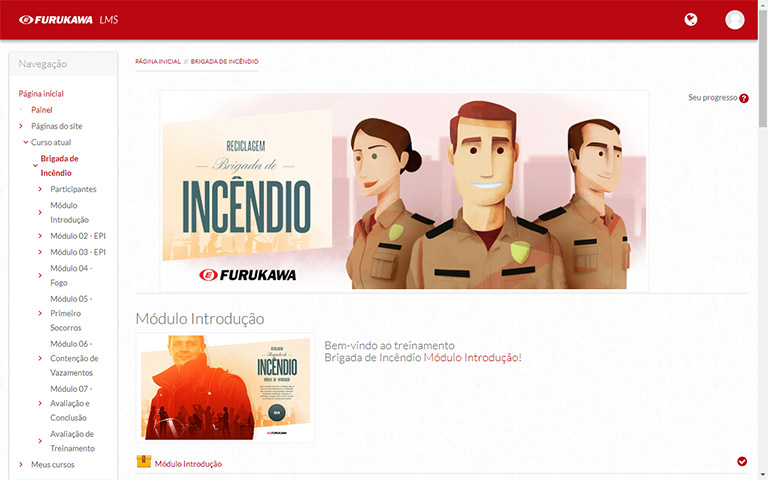 FURUKAWA LMS
Navegação
Página inicial
Painel
Páginas do site
Curso atual
Brigada de
Incêndio
Participantes
Módulo
Introdução
Módulo 02 - EPI
Módulo 03 - EPI
Módulo 04 -
Fogo
Módulo 05 -
Primeiro
Socorros
Módulo 06 -
Contenção de
Vazamentos
Módulo 07 -
Avaliação e
Conclusão
Avaliação de
Treinamento
Meus cursos
PÁGINA INICIAL // BRIGADA DE INCÊNDIO
Seu progresso ?
RECICLAGEM
Brigada de
INCÊNDIO
FURUKAWA
Módulo Introdução
RECICLAGEM
Brigada de
INCÊNDIO
FURUKAWA
Bem-vindo ao treinamento
Brigada de Incêndio Módulo Introdução!
Módulo Introdução